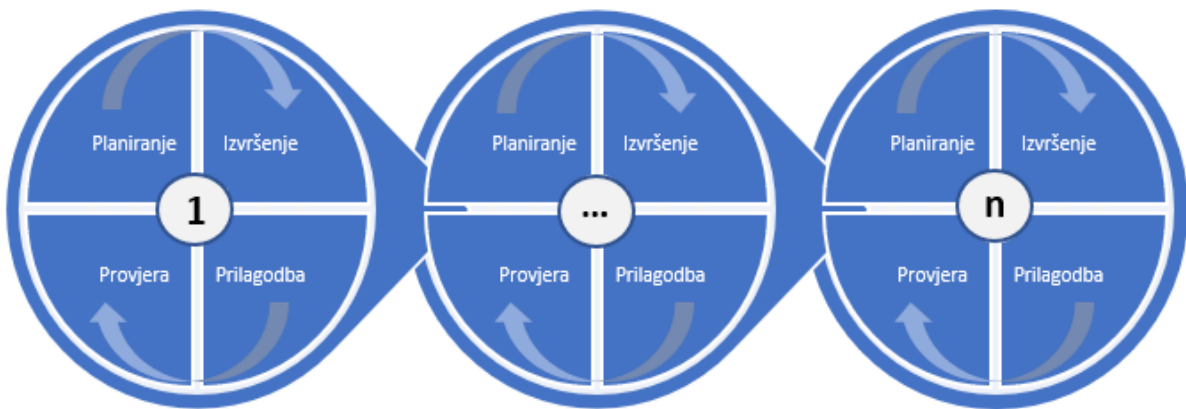 Planiranje Izvršenje
1
Provjera Prilagodba
Planiranje Izvršenje
...
Provjera Prilagodba
Planiranje Izvršenje
n
Provjera Prilagodba